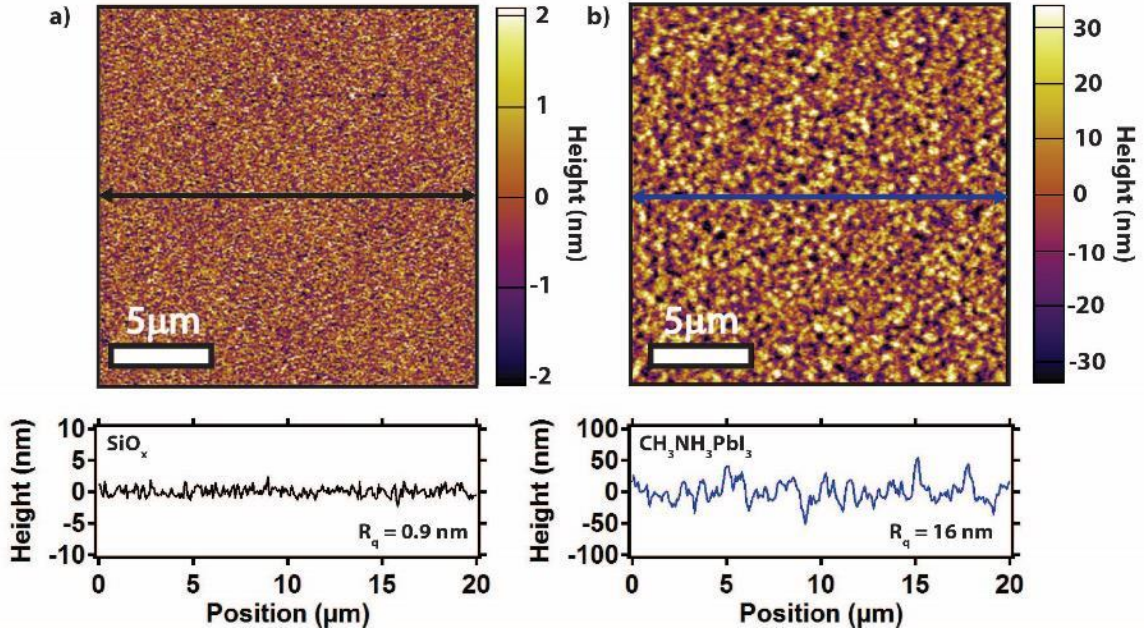 a)
2
1
0
-1
-2
Height (nm)
5µm
b)
30
20
10
0
-10
-20
-30
Height (nm)
5µm
10
5
0
-5
-10
Height (nm)
SiOₓ
R_q = 0.9 nm
0 5 10 15 20
Position (µm)
100
50
0
-50
-100
Height (nm)
CH₃NH₃PbI₃
R_q = 16 nm
0 5 10 15 20
Position (µm)